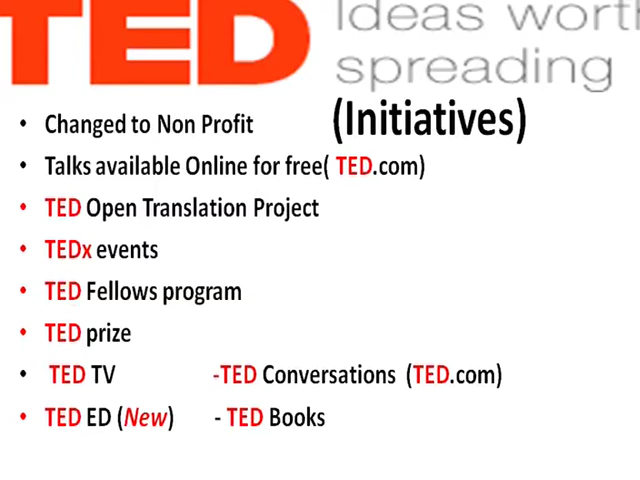 TED Ideas wort
spreading
(Initiatives)
• Changed to Non Profit
• Talks available Online for free( TED.com)
• TED Open Translation Project
• TEDx events
• TED Fellows program
• TED prize
• TED TV -TED Conversations (TED.com)
• TED ED (New) - TED Books